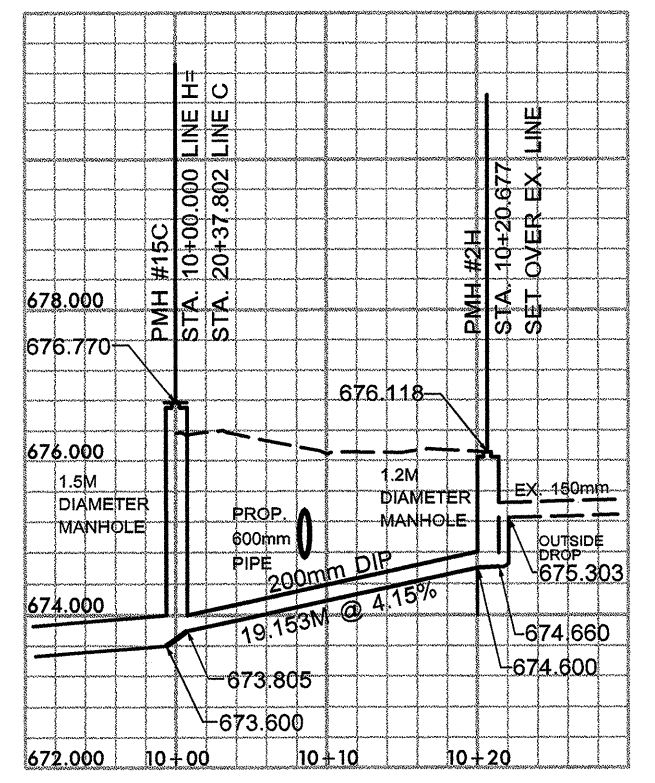 PMH #15C
STA. 10+00.000 LINE H=
STA. 20+37.802 LINE C
PMH #2H
STA. 10+20.677
SET OVER EX. LINE
678.000
676.770
676.118
676.000
1.5M
DIAMETER
MANHOLE
1.2M
DIAMETER
MANHOLE
EX. 150mm
PROP.
600mm
PIPE
OUTSIDE
DROP
675.303
200mm DIP
19.153M @ 4.15%
674.000
674.660
674.600
673.805
673.600
672.000
10+00
10+10
10+20